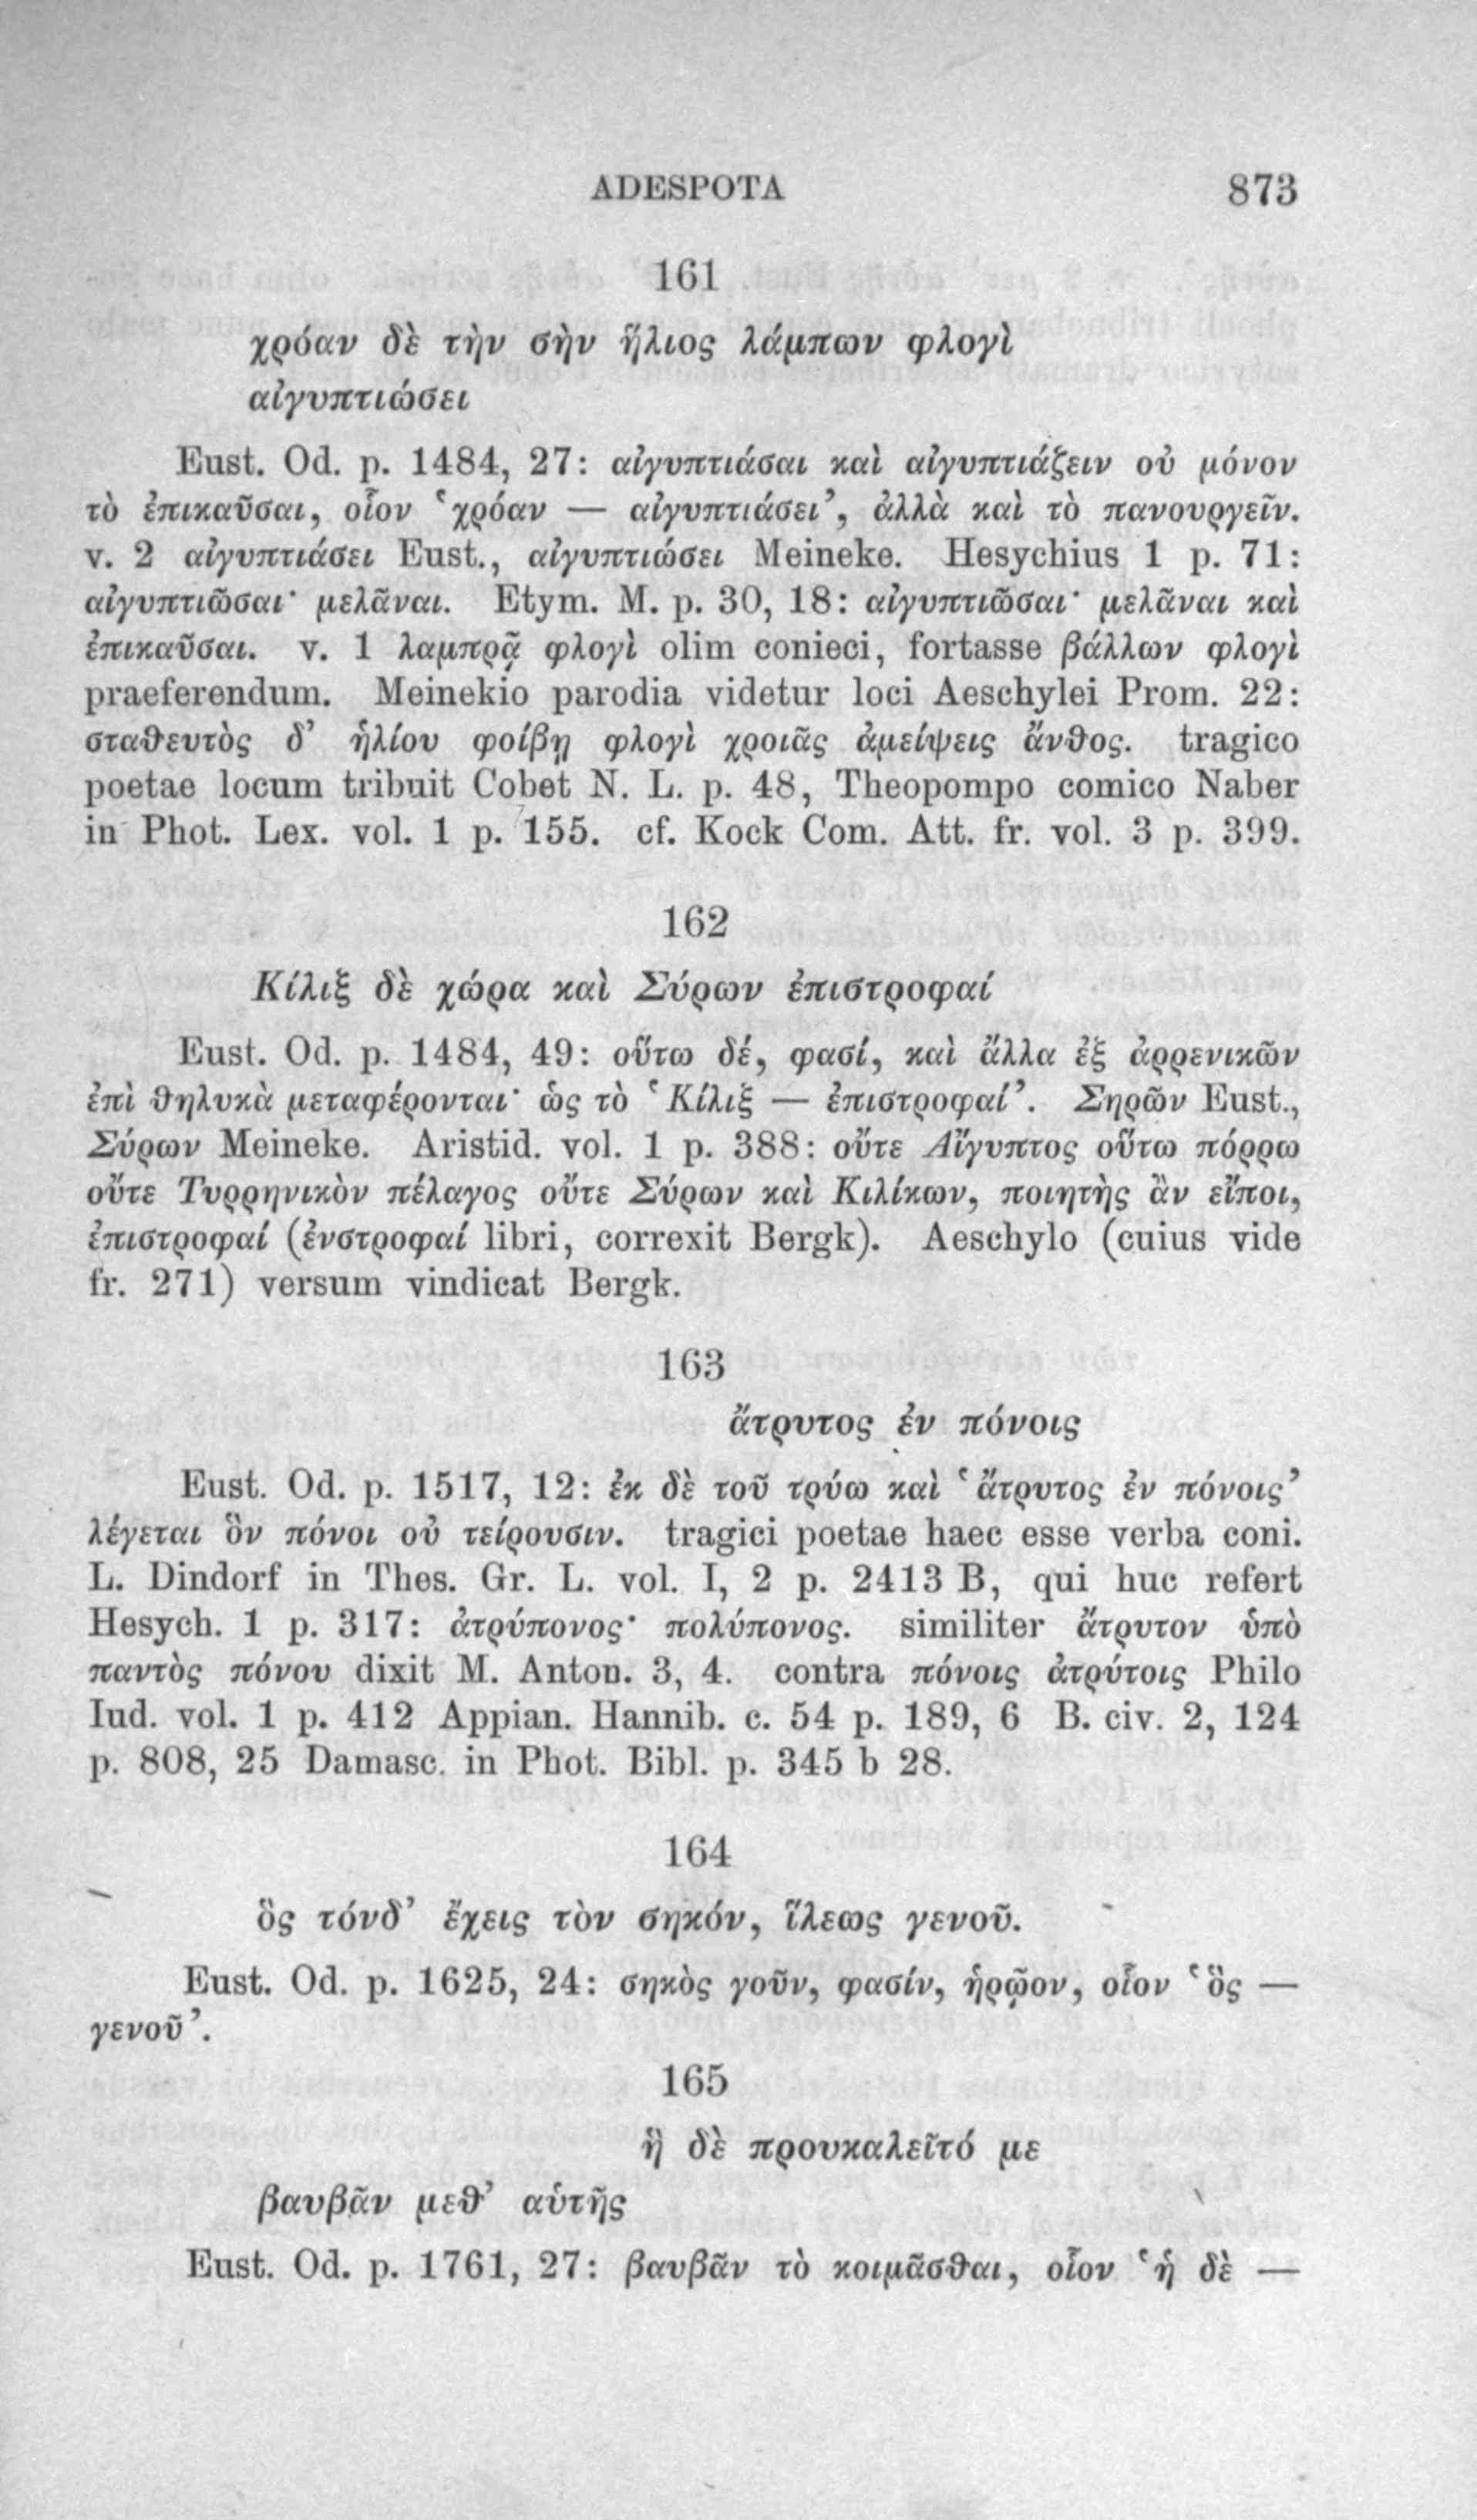 ADESPOTA 873
161
χρόαν δὲ τὴν σὴν ἥλιος λάμπων φλογὶ
αἰγυπτιώσει
Eust. Od. p. 1484, 27: αἰγυπτιάσαι καὶ αἰγυπτιάζειν οὐ μόνον
τὸ ἐπικαῦσαι, οἷον ‘χρόαν — αἰγυπτιάσει’, ἀλλὰ καὶ τὸ πανουργεῖν.
v. 2 αἰγυπτιάσει Eust., αἰγυπτιώσει Meineke. Hesychius 1 p. 71:
αἰγυπτιῶσαι· μελᾶναι. Etym. M. p. 30, 18: αἰγυπτιῶσαι· μελᾶναι καὶ
ἐπικαῦσαι. v. 1 λαμπρᾷ φλογὶ olim conieci, fortasse βάλλων φλογὶ
praeferendum. Meinekio parodia videtur loci Aeschylei Prom. 22:
σταθευτὸς δ’ ἡλίου φοίβῃ φλογὶ χροιᾶς ἀμείψεις ἄνθος. tragico
poetae locum tribuit Cobet N. L. p. 48, Theopompo comico Naber
in Phot. Lex. vol. 1 p. 155. cf. Kock Com. Att. fr. vol. 3 p. 399.
162
Κίλιξ δὲ χώρα καὶ Σύρων ἐπιστροφαί
Eust. Od. p. 1484, 49: οὕτω δέ, φασί, καὶ ἄλλα ἐξ ἀρρενικῶν
ἐπὶ θηλυκὰ μεταφέρονται· ὡς τὸ ‘Κίλιξ — ἐπιστροφαί’. Σηρῶν Eust.,
Σύρων Meineke. Aristid. vol. 1 p. 388: οὔτε Αἴγυπτος οὕτω πόρρω
οὔτε Τυρρηνικὸν πέλαγος οὔτε Σύρων καὶ Κιλίκων, ποιητὴς ἂν εἴποι,
ἐπιστροφαί (ἐνστροφαί libri, correxit Bergk). Aeschylo (cuius vide
fr. 271) versum vindicat Bergk.
163
ἄτρυτος ἐν πόνοις
Eust. Od. p. 1517, 12: ἐκ δὲ τοῦ τρύω καὶ ‘ἄτρυτος ἐν πόνοις’
λέγεται ὃν πόνοι οὐ τείρουσιν. tragici poetae haec esse verba coni.
L. Dindorf in Thes. Gr. L. vol. I, 2 p. 2413 B, qui huc refert
Hesych. 1 p. 317: ἀτρύπονος· πολύπονος. similiter ἄτρυτον ὑπὸ
παντὸς πόνου dixit M. Anton. 3, 4. contra πόνοις ἀτρύτοις Philo
Iud. vol. 1 p. 412 Appian. Hannib. c. 54 p. 189, 6 B. civ. 2, 124
p. 808, 25 Damasc. in Phot. Bibl. p. 345 b 28.
164
ὃς τόνδ’ ἔχεις τὸν σηκόν, ἵλεως γενοῦ.
Eust. Od. p. 1625, 24: σηκὸς γοῦν, φασίν, ἡρῷον, οἷον ‘ὃς —
γενοῦ’.
165
ἣ δὲ προυκαλεῖτό με
βαυβᾶν μεθ’ αὑτῆς
Eust. Od. p. 1761, 27: βαυβᾶν τὸ κοιμᾶσθαι, οἷον ‘ἡ δὲ —